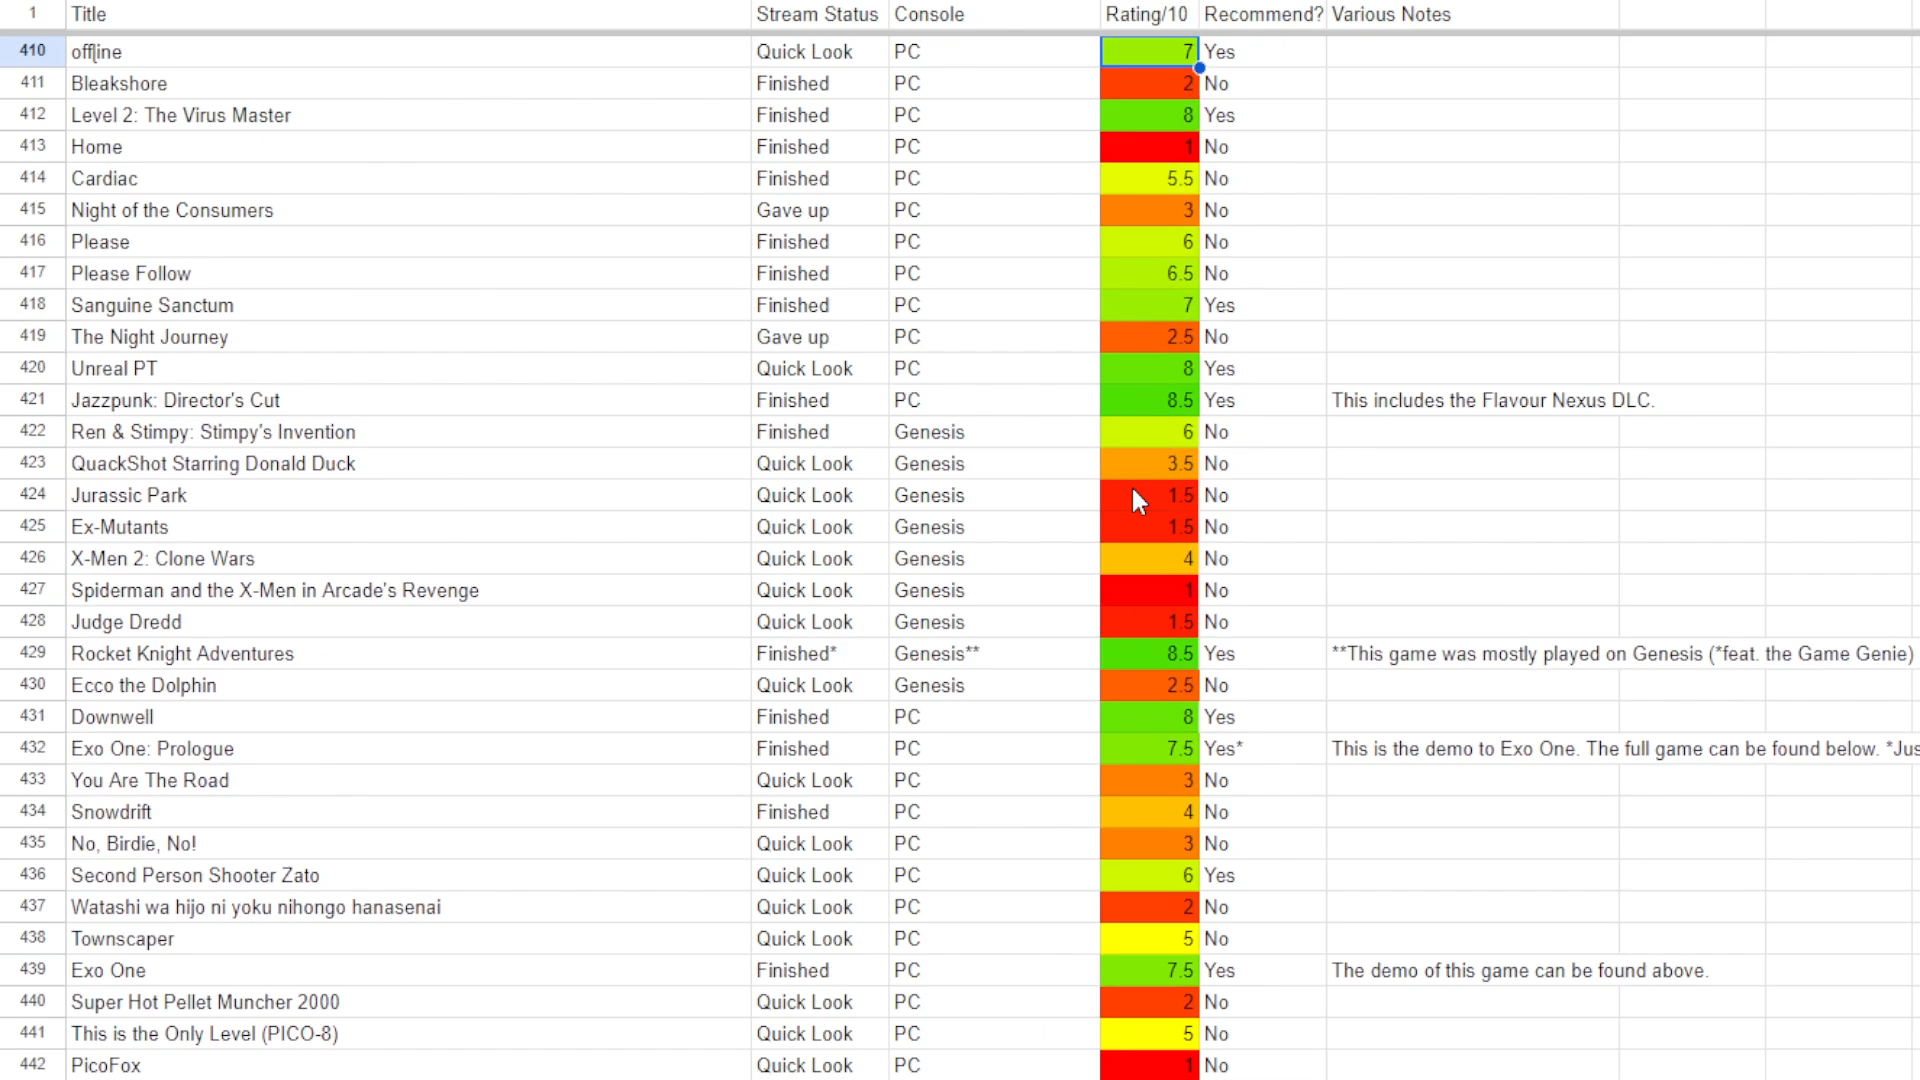 1 Title Stream Status Console Rating/10 Recommend? Various Notes
410 off[ine Quick Look PC 7 Yes
411 Bleakshore Finished PC 2 No
412 Level 2: The Virus Master Finished PC 8 Yes
413 Home Finished PC 1 No
414 Cardiac Finished PC 5.5 No
415 Night of the Consumers Gave up PC 3 No
416 Please Finished PC 6 No
417 Please Follow Finished PC 6.5 No
418 Sanguine Sanctum Finished PC 7 Yes
419 The Night Journey Gave up PC 2.5 No
420 Unreal PT Quick Look PC 8 Yes
421 Jazzpunk: Director's Cut Finished PC 8.5 Yes This includes the Flavour Nexus DLC.
422 Ren & Stimpy: Stimpy's Invention Finished Genesis 6 No
423 QuackShot Starring Donald Duck Quick Look Genesis 3.5 No
424 Jurassic Park Quick Look Genesis 1.5 No
425 Ex-Mutants Quick Look Genesis 1.5 No
426 X-Men 2: Clone Wars Quick Look Genesis 4 No
427 Spiderman and the X-Men in Arcade's Revenge Quick Look Genesis 1 No
428 Judge Dredd Quick Look Genesis 1.5 No
429 Rocket Knight Adventures Finished* Genesis** 8.5 Yes **This game was mostly played on Genesis (*feat. the Game Genie)
430 Ecco the Dolphin Quick Look Genesis 2.5 No
431 Downwell Finished PC 8 Yes
432 Exo One: Prologue Finished PC 7.5 Yes* This is the demo to Exo One. The full game can be found below. *Jus
433 You Are The Road Quick Look PC 3 No
434 Snowdrift Finished PC 4 No
435 No, Birdie, No! Quick Look PC 3 No
436 Second Person Shooter Zato Quick Look PC 6 Yes
437 Watashi wa hijo ni yoku nihongo hanasenai Quick Look PC 2 No
438 Townscaper Quick Look PC 5 No
439 Exo One Finished PC 7.5 Yes The demo of this game can be found above.
440 Super Hot Pellet Muncher 2000 Quick Look PC 2 No
441 This is the Only Level (PICO-8) Quick Look PC 5 No
442 PicoFox Quick Look PC 1 No